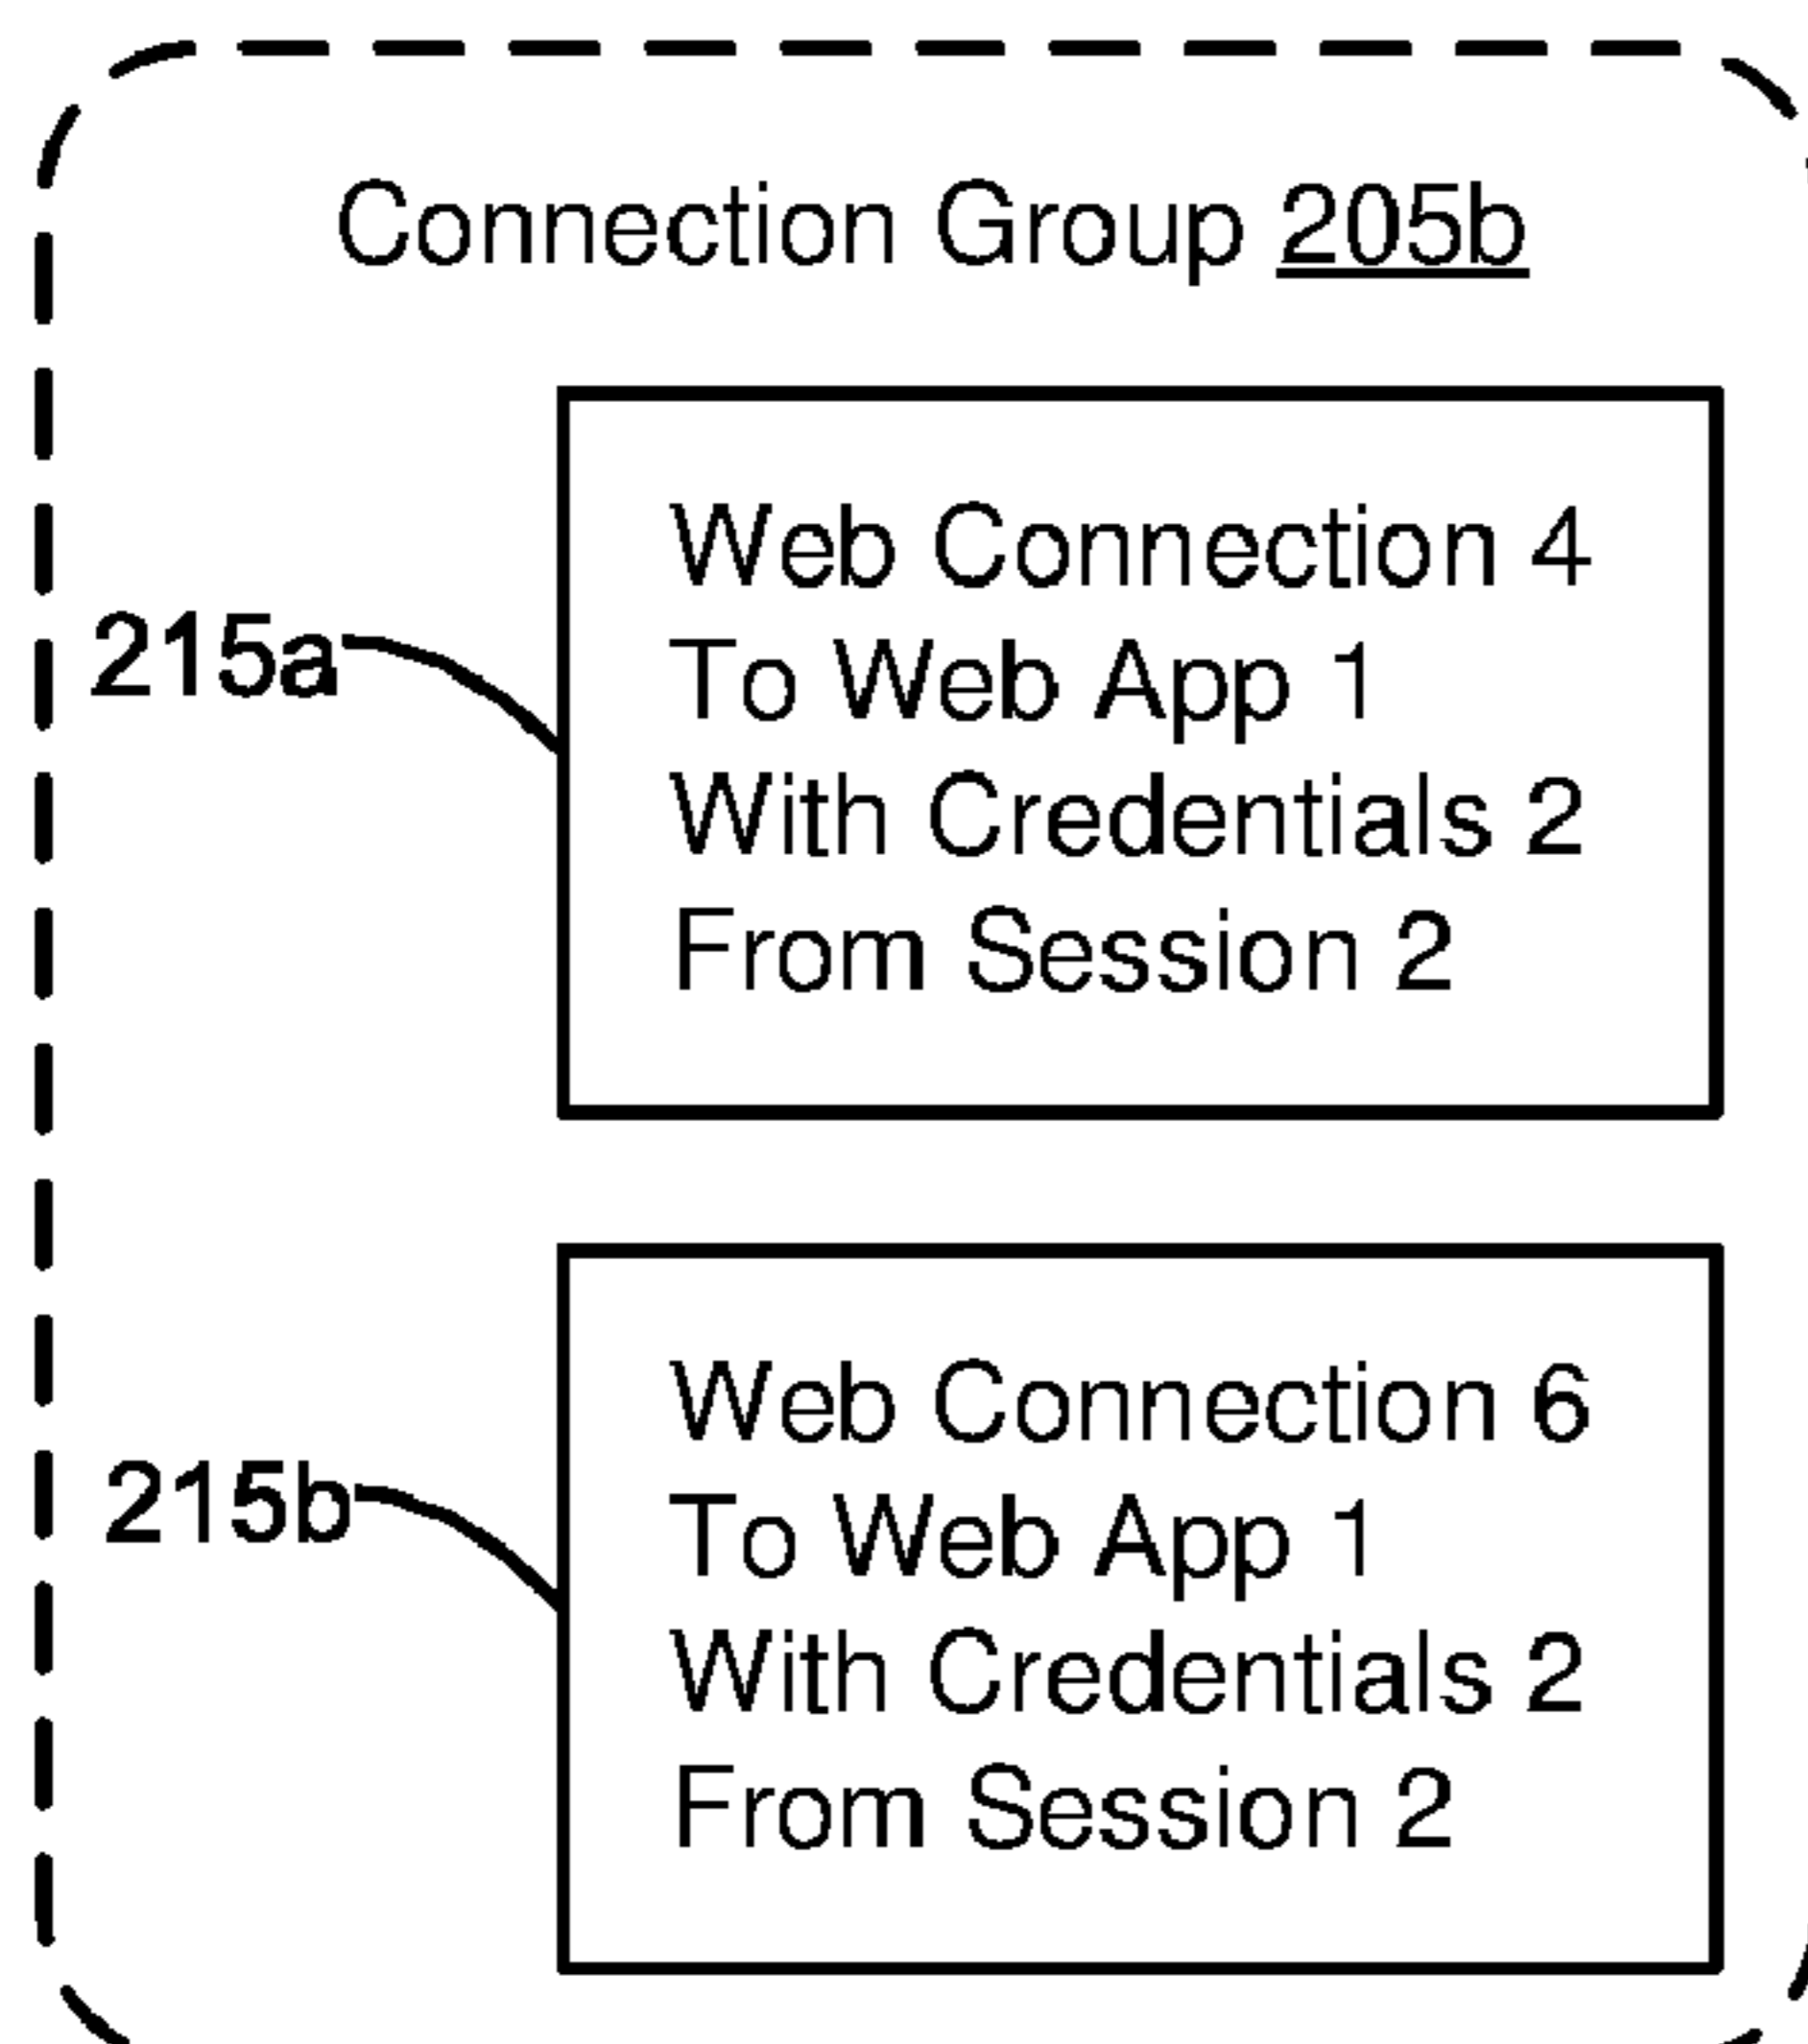 Connection Group 205b
215a
Web Connection 4
To Web App 1
With Credentials 2
From Session 2
215b
Web Connection 6
To Web App 1
With Credentials 2
From Session 2